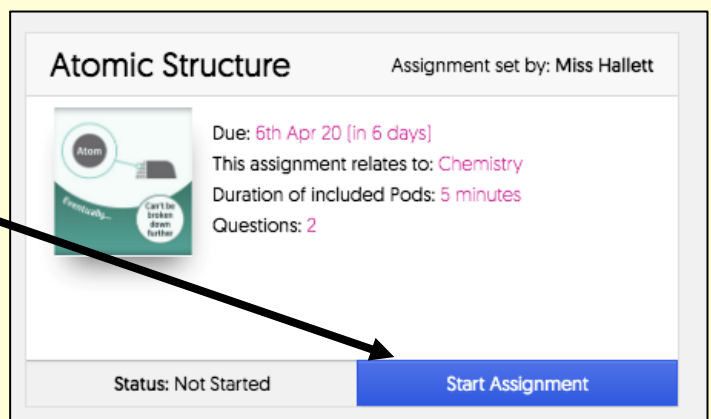 Atomic Structure
Assignment set by: Miss Hallett
Atom
Eventually...
Can't be
broken
down
further
Due: 6th Apr 20 (in 6 days)
This assignment relates to: Chemistry
Duration of included Pods: 5 minutes
Questions: 2
Status: Not Started
Start Assignment